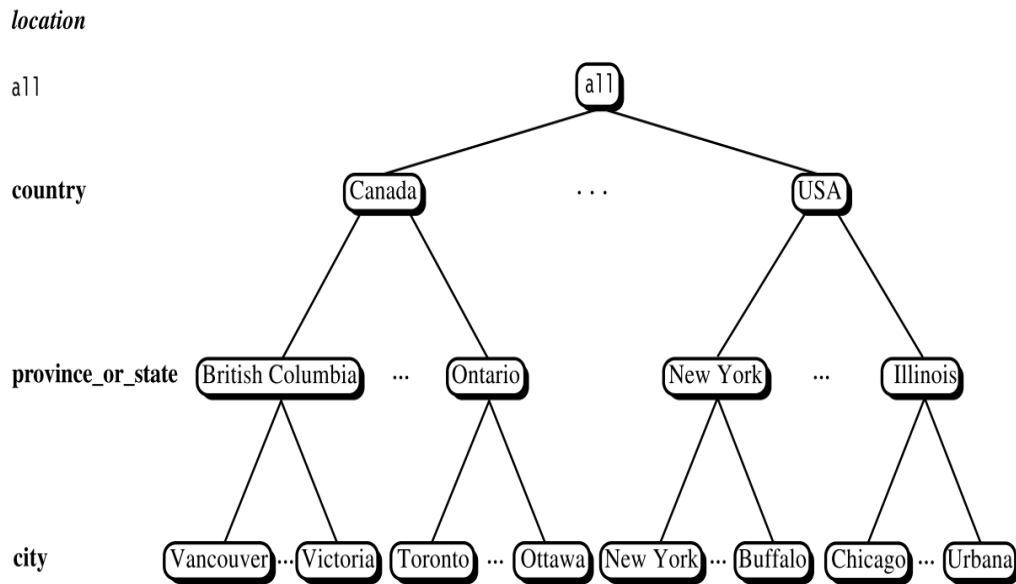 location
all all
country Canada ... USA
province_or_state British Columbia ... Ontario New York ... Illinois
city Vancouver ... Victoria Toronto ... Ottawa New York ... Buffalo Chicago ... Urbana